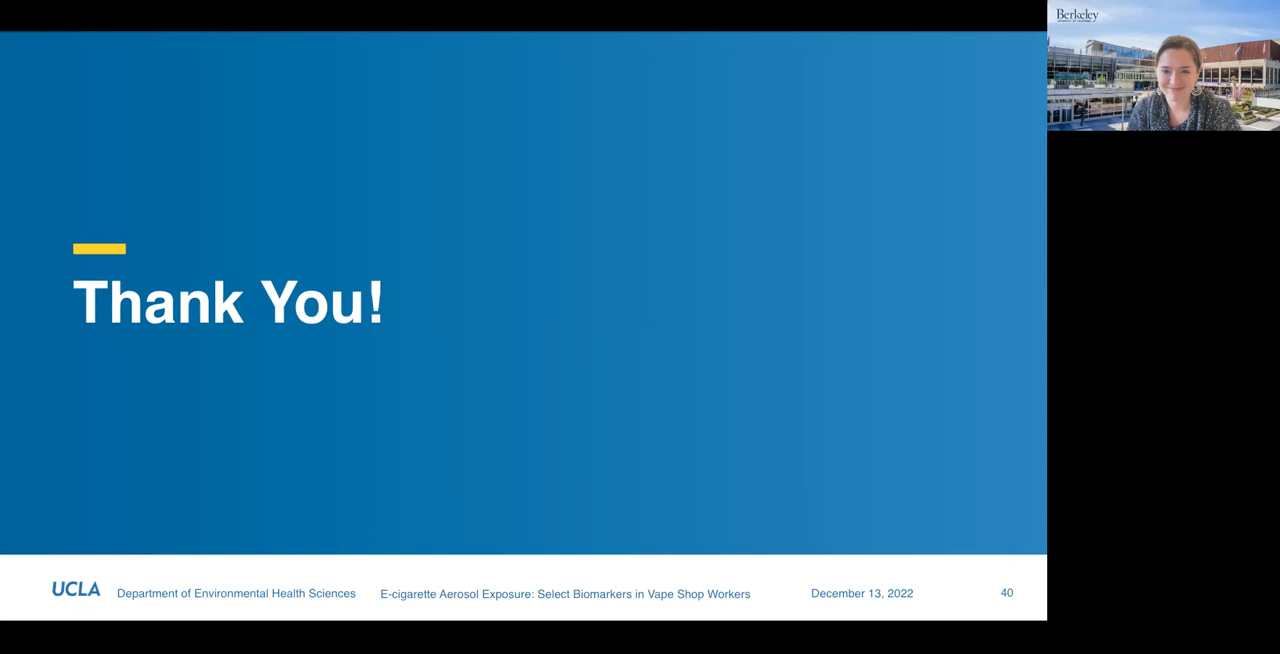 Berkeley
Thank You!
UCLA
Department of Environmental Health Sciences
E-cigarette Aerosol Exposure: Select Biomarkers in Vape Shop Workers
December 13, 2022
40